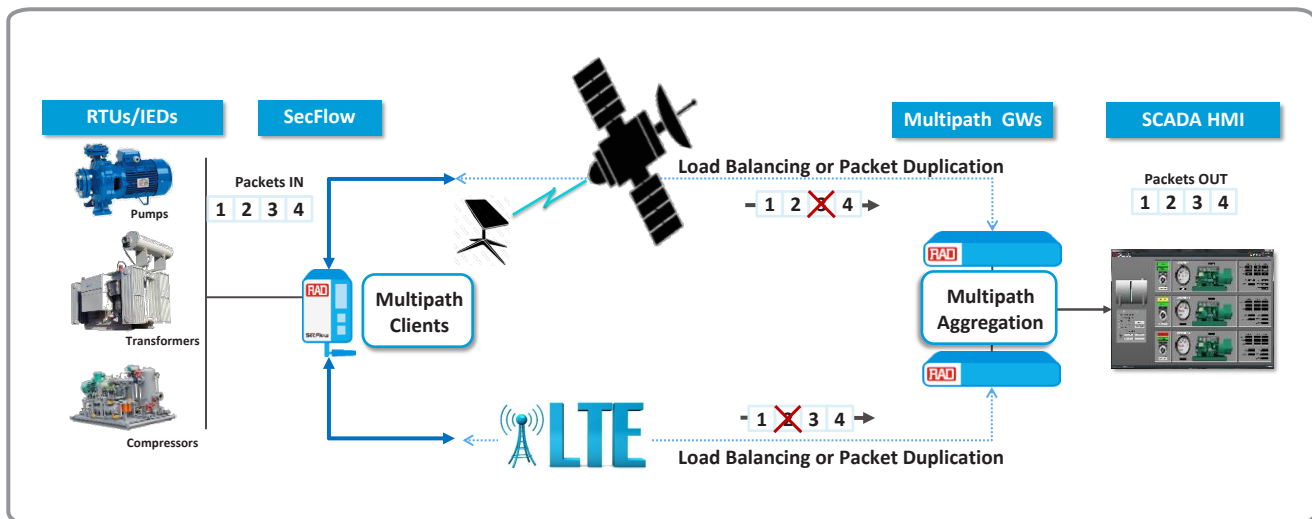 RTUs/IEDs
SecFlow
Multipath GWs
SCADA HMI
Pumps
Transformers
Compressors
Packets IN
1 2 3 4
RAD
SecFlow
Multipath
Clients
Load Balancing or Packet Duplication
1 2 3 4
LTE
1 2 3 4
Load Balancing or Packet Duplication
RAD
Multipath
Aggregation
RAD
Packets OUT
1 2 3 4